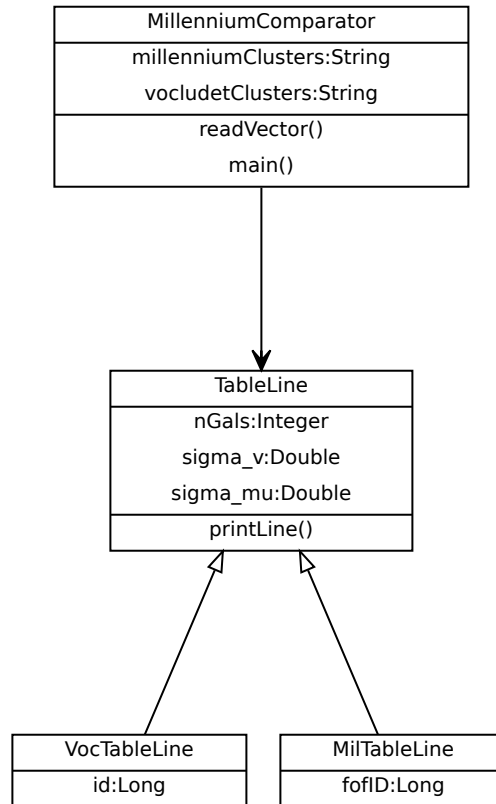 MillenniumComparator
millenniumClusters:String
vocludetClusters:String
readVector()
main()
TableLine
nGals:Integer
sigma_v:Double
sigma_mu:Double
printLine()
VocTableLine
id:Long
MilTableLine
fofID:Long